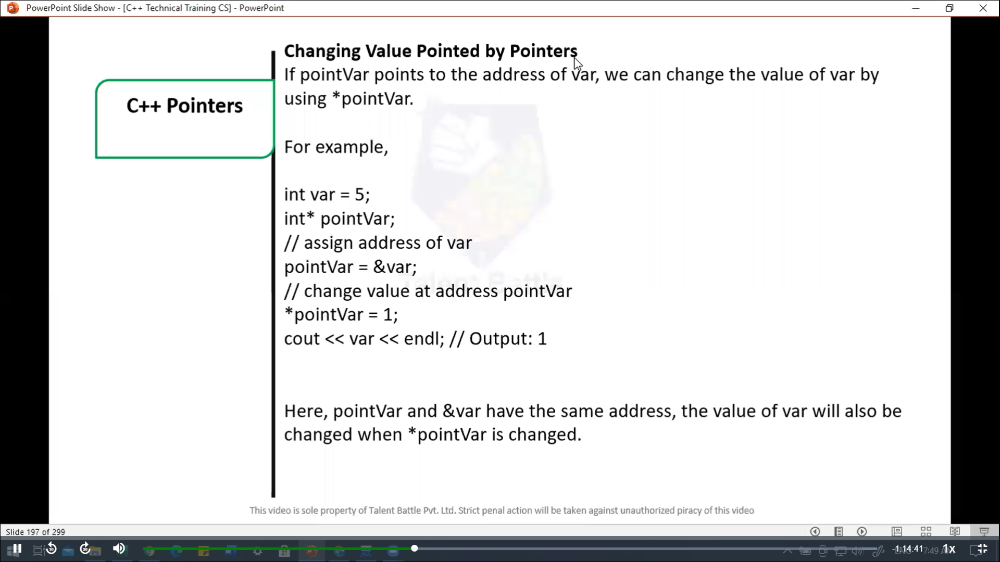 PowerPoint Slide Show - [C++ Technical Training CS] - PowerPoint
Changing Value Pointed by Pointers
If pointVar points to the address of var, we can change the value of var by
using *pointVar.
C++ Pointers
For example,
int var = 5;
int* pointVar;
// assign address of var
pointVar = &var;
// change value at address pointVar
*pointVar = 1;
cout << var << endl; // Output: 1
Here, pointVar and &var have the same address, the value of var will also be
changed when *pointVar is changed.
This video is sole property of Talent Battle Pvt. Ltd. Strict penal action will be taken against unauthorized piracy of this video
Slide 197 of 299
10
30
-1:14:41
1x